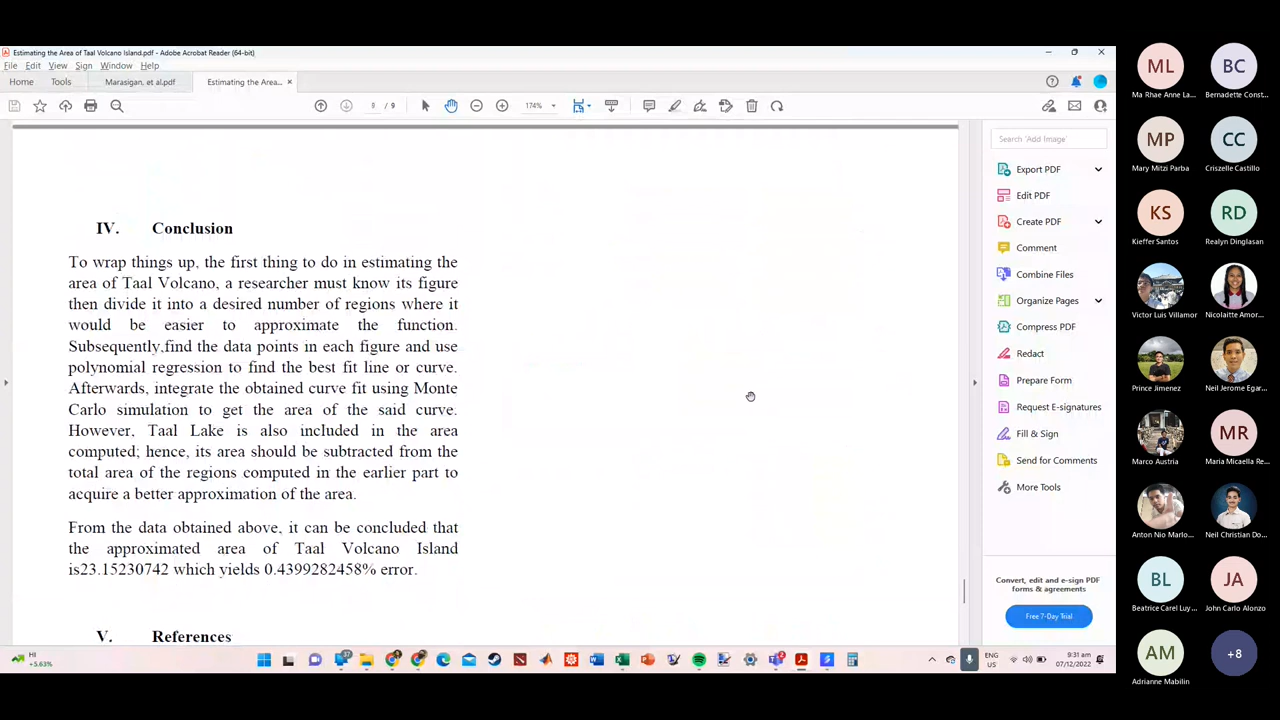 Estimating the Area of Taal Volcano Island.pdf - Adobe Acrobat Reader (64-bit)
File Edit View Sign Window Help
Home Tools Marasigan, et al.pdf Estimating the Area... ×
9 / 9 174%
Search 'Add Image'
Export PDF
Edit PDF
Create PDF
Comment
Combine Files
Organize Pages
Compress PDF
Redact
Prepare Form
Request E-signatures
Fill & Sign
Send for Comments
More Tools
Convert, edit and e-sign PDF
forms & agreements
Free 7-Day Trial
IV. Conclusion
To wrap things up, the first thing to do in estimating the
area of Taal Volcano, a researcher must know its figure
then divide it into a desired number of regions where it
would be easier to approximate the function.
Subsequently,find the data points in each figure and use
polynomial regression to find the best fit line or curve.
Afterwards, integrate the obtained curve fit using Monte
Carlo simulation to get the area of the said curve.
However, Taal Lake is also included in the area
computed; hence, its area should be subtracted from the
total area of the regions computed in the earlier part to
acquire a better approximation of the area.
From the data obtained above, it can be concluded that
the approximated area of Taal Volcano Island
is23.15230742 which yields 0.4399282458% error.
V. References
HI
+5.63%
ENG
US
9:31 am
07/12/2022
ML BC
Ma Rhae Anne La... Bernadette Const...
MP CC
Mary Mitzi Parba Criszelle Castillo
KS RD
Kieffer Santos Realyn Dinglasan
Victor Luis Villamor Nicolaitte Amor...
Prince Jimenez Neil Jerome Egar...
MR
Marco Austria Maria Micaella Re...
Anton Nio Marlo... Neil Christian Do...
BL JA
Beatrice Carel Luy... John Carlo Alonzo
AM +8
Adrianne Mabilin